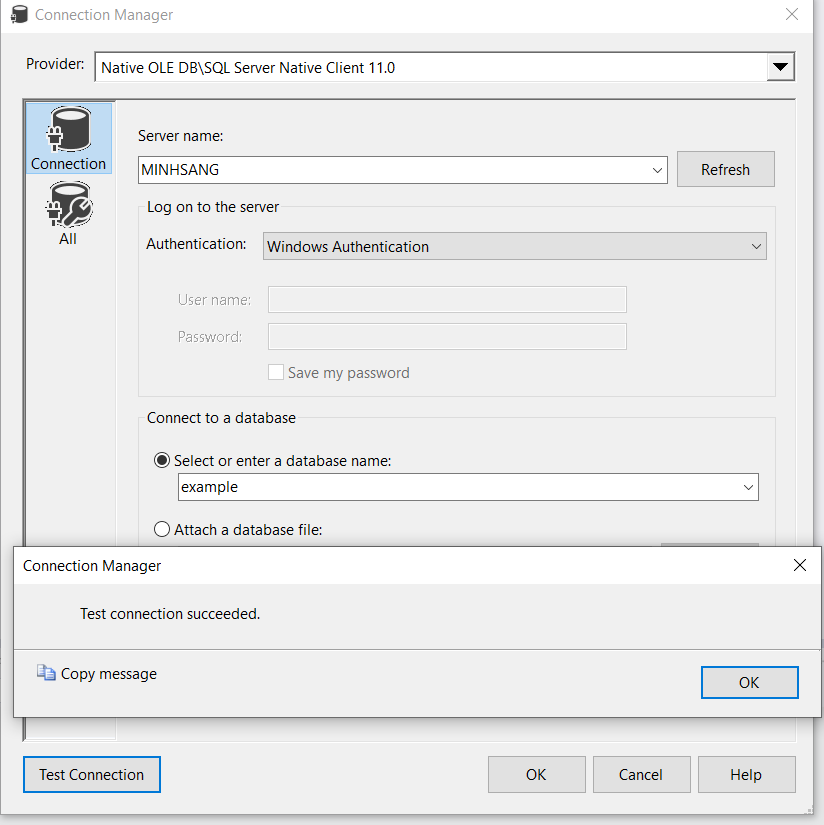 Connection Manager
Provider: Native OLE DB\SQL Server Native Client 11.0
Connection
All
Server name:
MINHSANG
Refresh
Log on to the server
Authentication: Windows Authentication
User name:
Password:
Save my password
Connect to a database
Select or enter a database name:
example
Attach a database file:
Connection Manager
Test connection succeeded.
Copy message
OK
Test Connection
OK
Cancel
Help